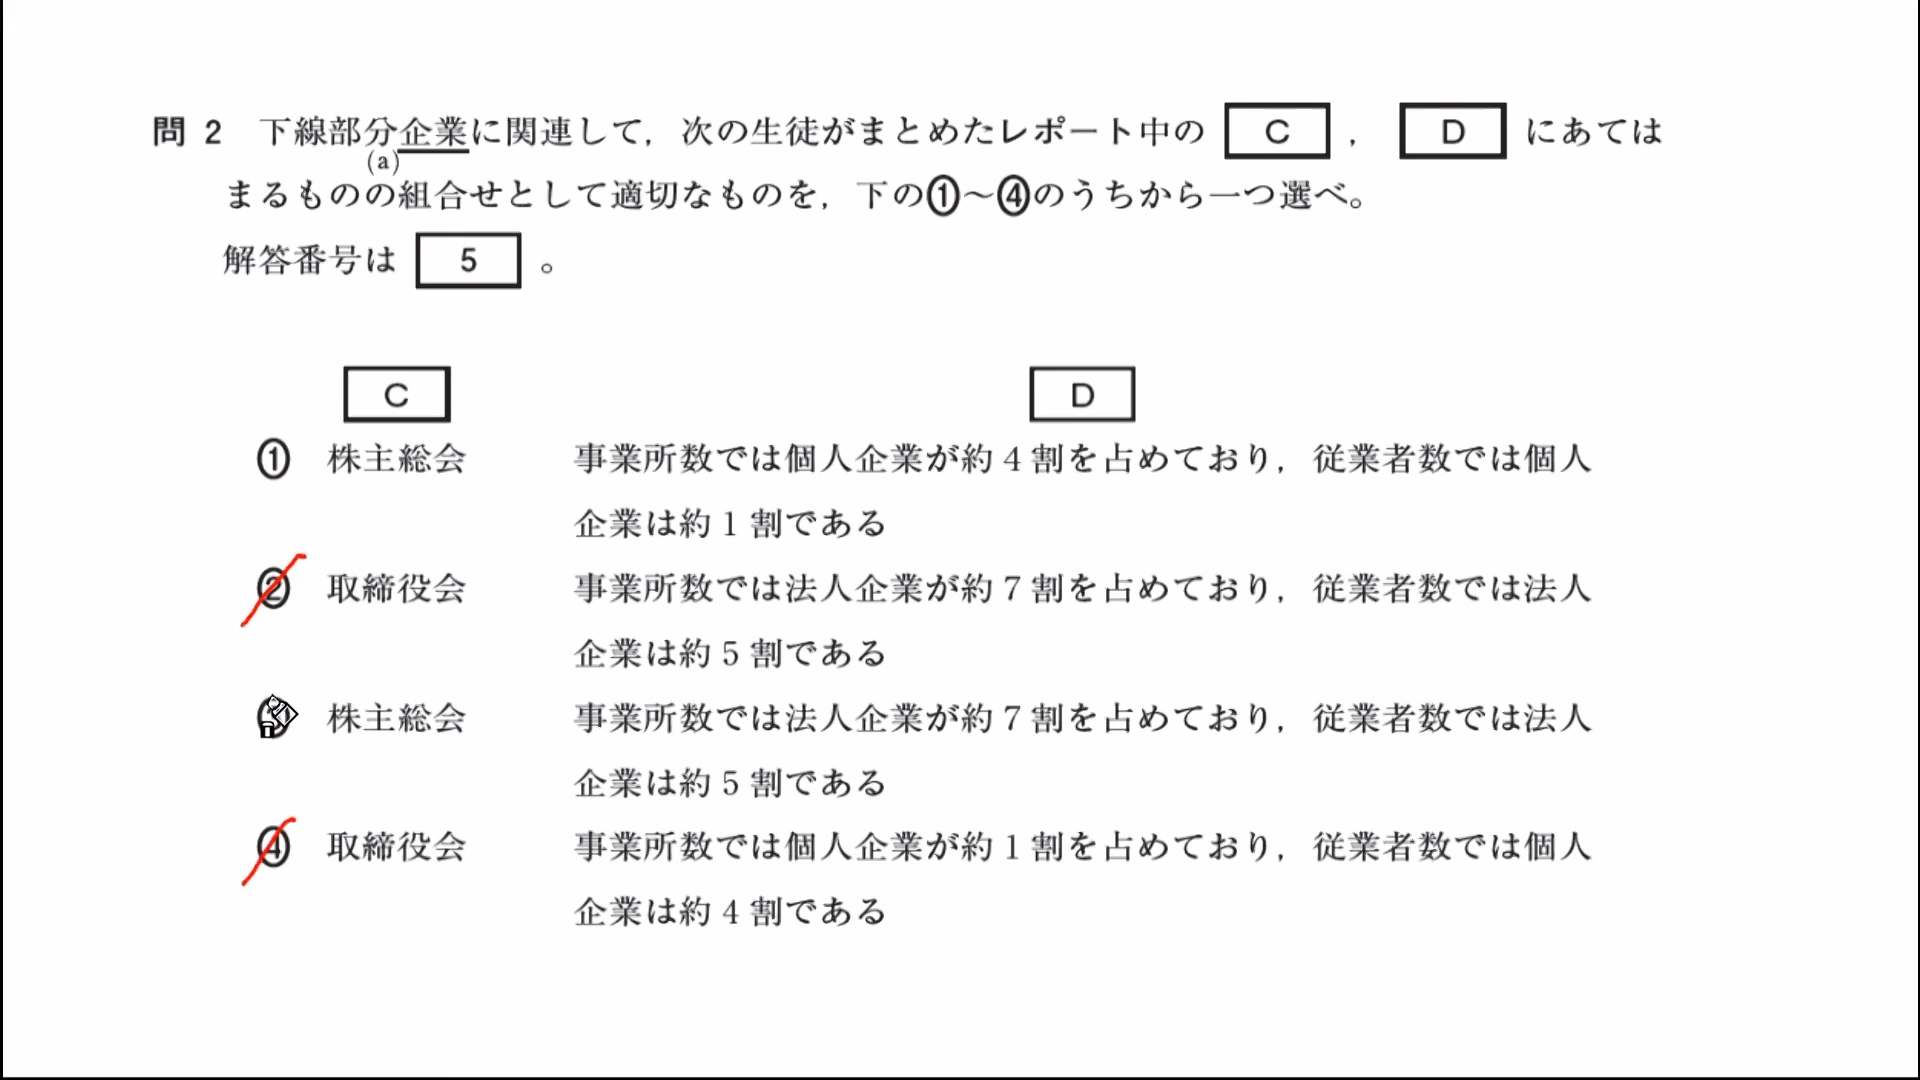 問 2　下線部分企業に関連して，次の生徒がまとめたレポート中の C ， D にあては
(a)
まるものの組合せとして適切なものを，下の①～④のうちから一つ選べ。
解答番号は 5 。
C　D
① 株主総会　事業所数では個人企業が約 4 割を占めており，従業者数では個人
企業は約 1 割である
② 取締役会　事業所数では法人企業が約 7 割を占めており，従業者数では法人
企業は約 5 割である
株主総会　事業所数では法人企業が約 7 割を占めており，従業者数では法人
企業は約 5 割である
④ 取締役会　事業所数では個人企業が約 1 割を占めており，従業者数では個人
企業は約 4 割である